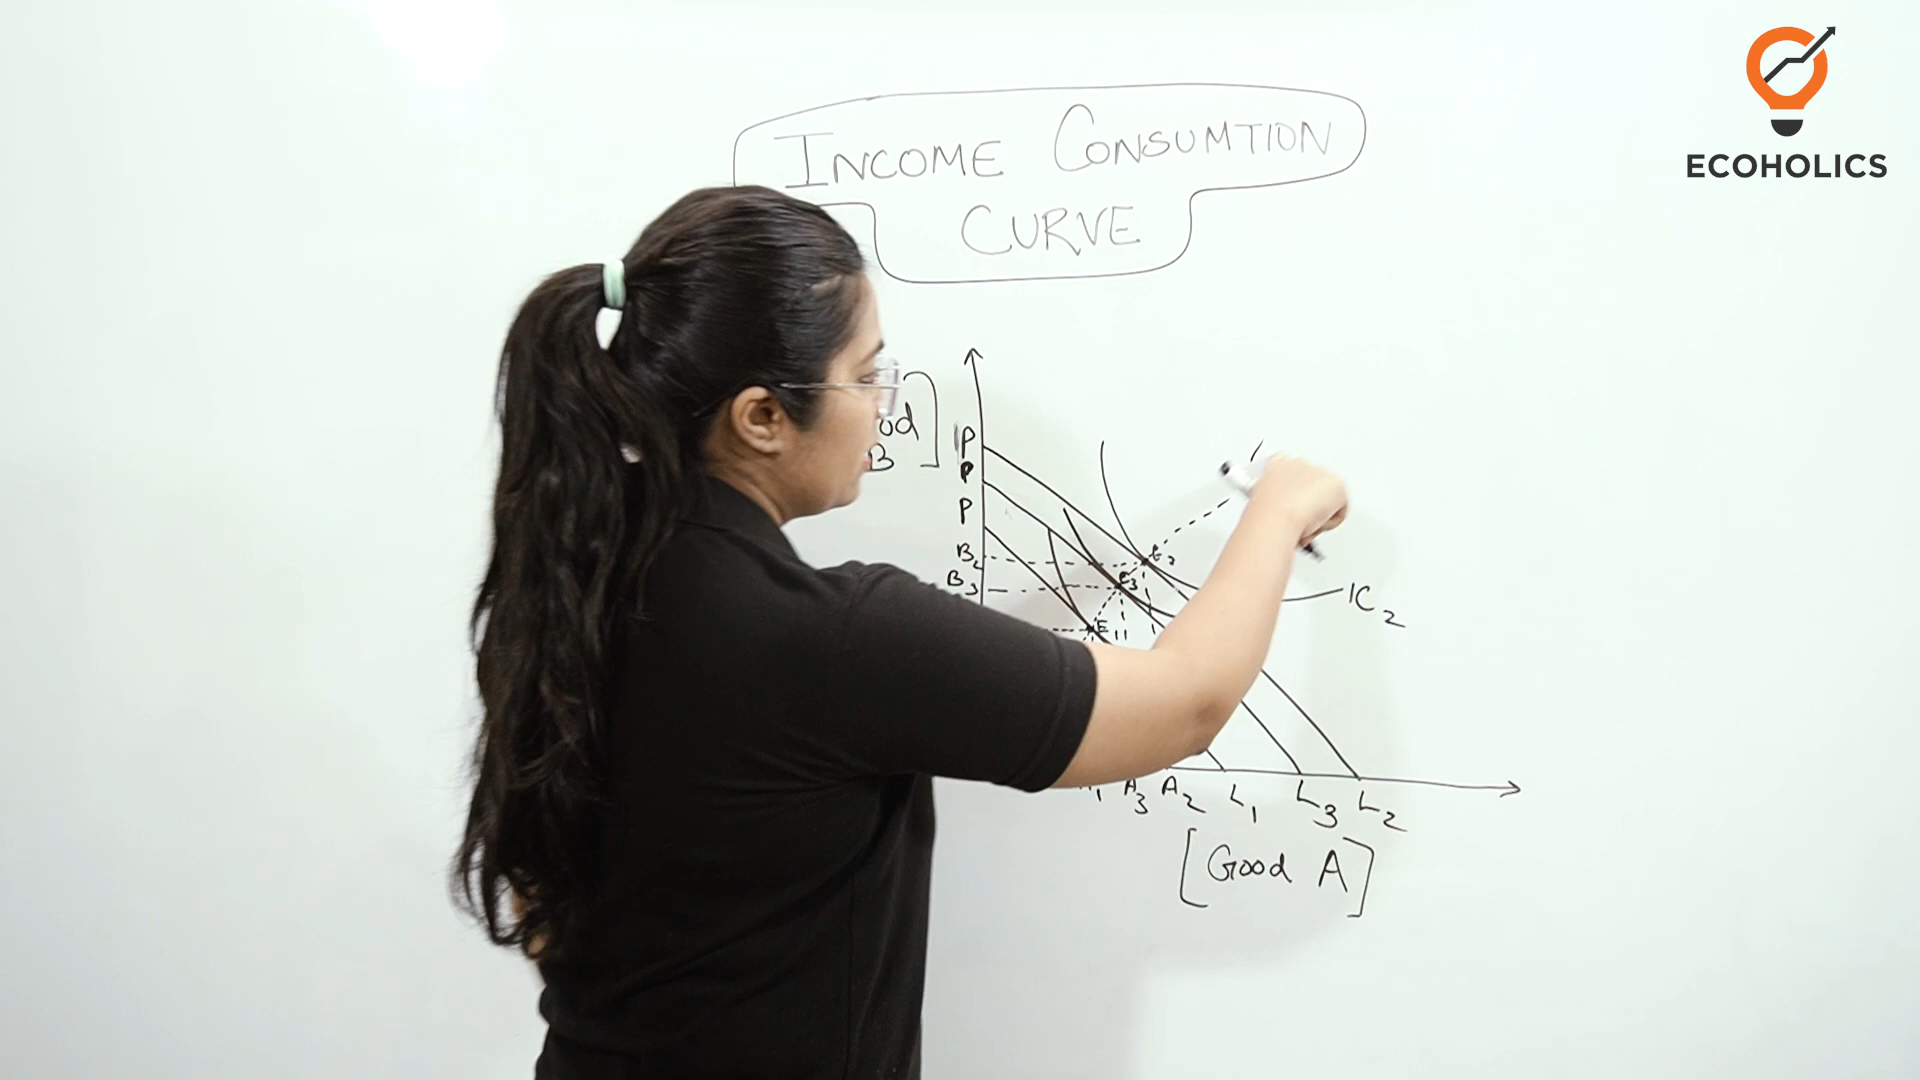 ECOHOLICS
INCOME CONSUMTION
CURVE
B
P
P
P
B2
B3
E2
E3
E
IC2
A3 A2 L1 L3 L2
[Good A]